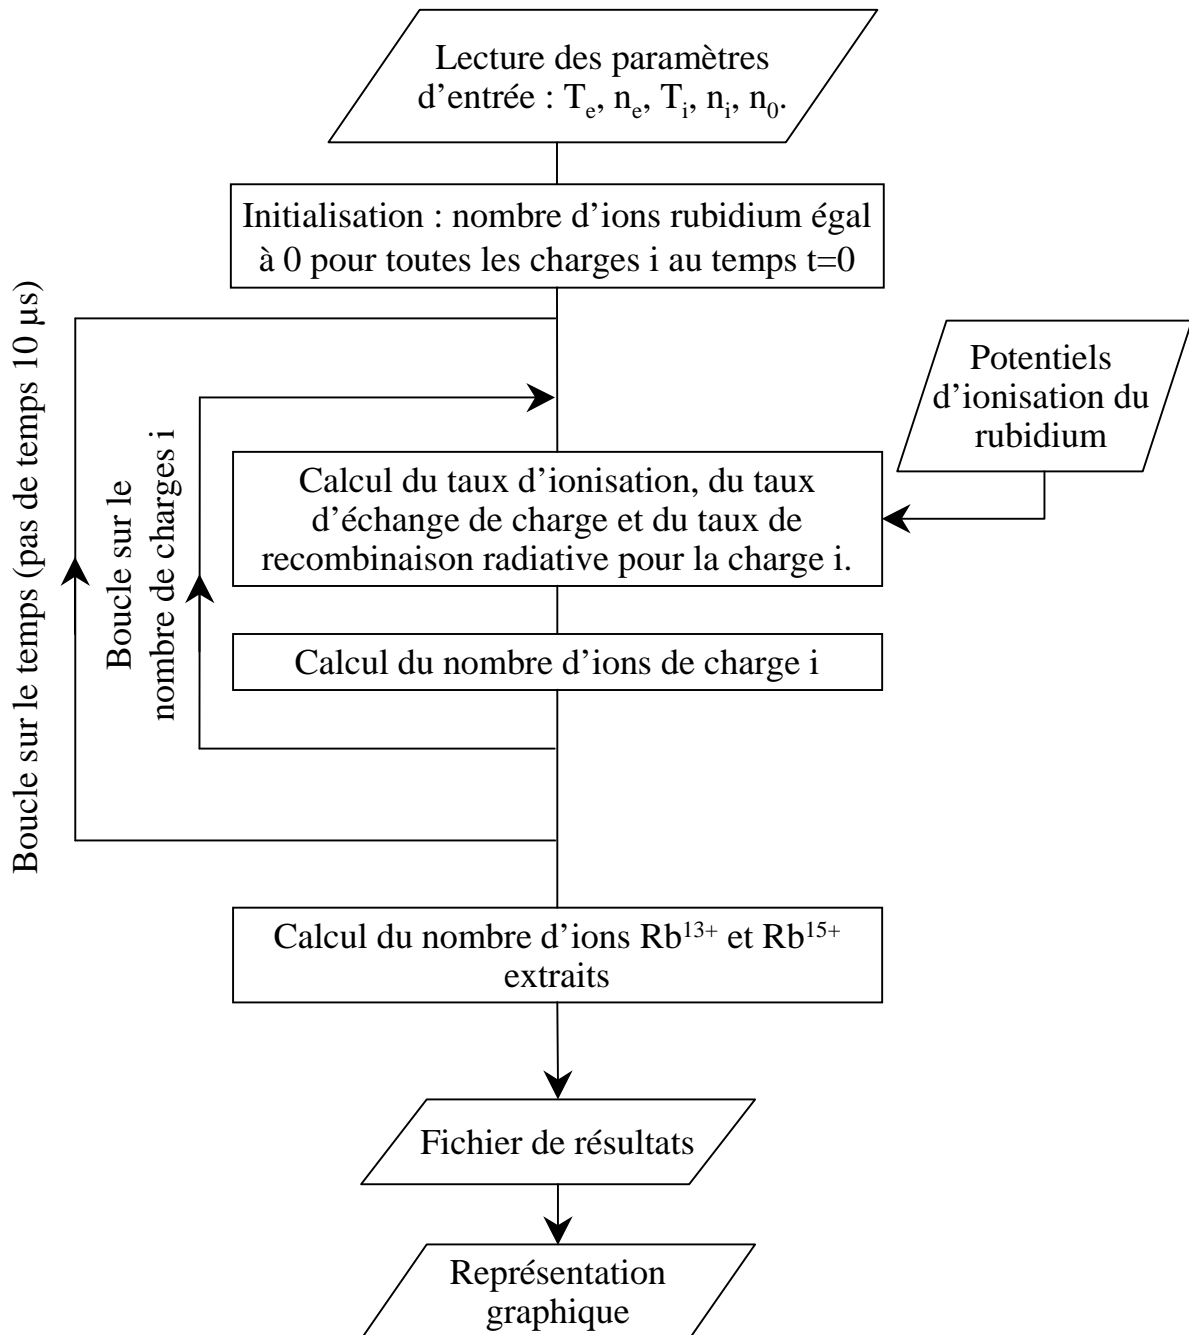 Lecture des paramètres
d’entrée : Te, ne, Ti, ni, n0.
Initialisation : nombre d’ions rubidium égal
à 0 pour toutes les charges i au temps t=0
Boucle sur le temps (pas de temps 10 µs)
Boucle sur le
nombre de charges i
Potentiels
d’ionisation du
rubidium
Calcul du taux d’ionisation, du taux
d’échange de charge et du taux de
recombinaison radiative pour la charge i.
Calcul du nombre d’ions de charge i
Calcul du nombre d’ions Rb¹³⁺ et Rb¹⁵⁺
extraits
Fichier de résultats
Représentation
graphique